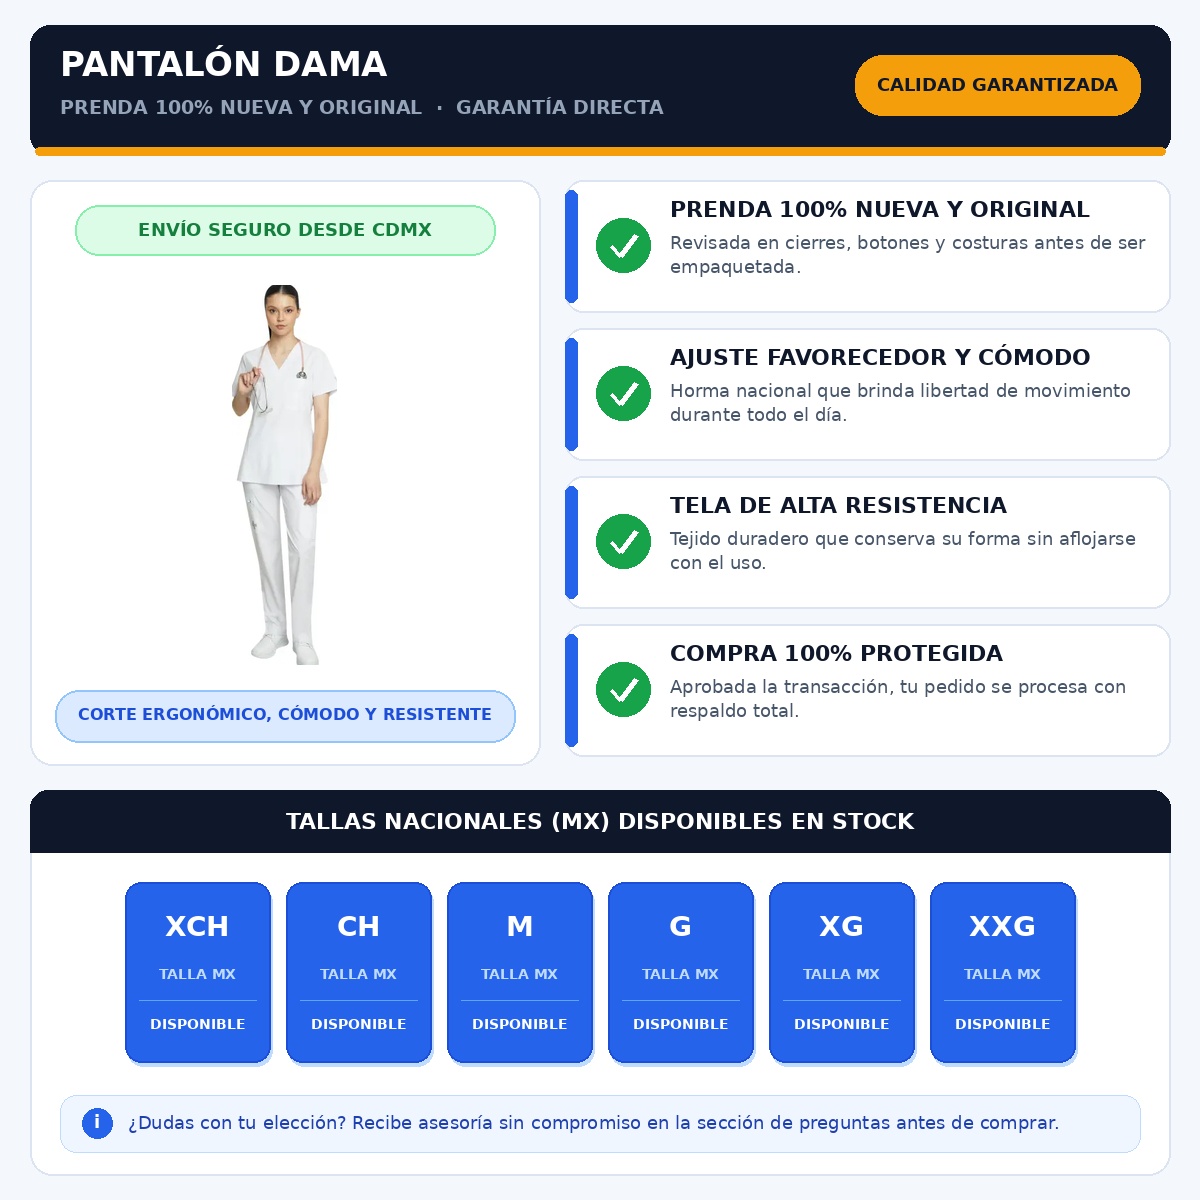 PANTALÓN DAMA
PRENDA 100% NUEVA Y ORIGINAL · GARANTÍA DIRECTA
CALIDAD GARANTIZADA
ENVÍO SEGURO DESDE CDMX
CORTE ERGONÓMICO, CÓMODO Y RESISTENTE
PRENDA 100% NUEVA Y ORIGINAL
Revisada en cierres, botones y costuras antes de ser
empaquetada.
AJUSTE FAVORECEDOR Y CÓMODO
Horma nacional que brinda libertad de movimiento
durante todo el día.
TELA DE ALTA RESISTENCIA
Tejido duradero que conserva su forma sin aflojarse
con el uso.
COMPRA 100% PROTEGIDA
Aprobada la transacción, tu pedido se procesa con
respaldo total.
TALLAS NACIONALES (MX) DISPONIBLES EN STOCK
XCH
TALLA MX
DISPONIBLE
CH
TALLA MX
DISPONIBLE
M
TALLA MX
DISPONIBLE
G
TALLA MX
DISPONIBLE
XG
TALLA MX
DISPONIBLE
XXG
TALLA MX
DISPONIBLE
i ¿Dudas con tu elección? Recibe asesoría sin compromiso en la sección de preguntas antes de comprar.